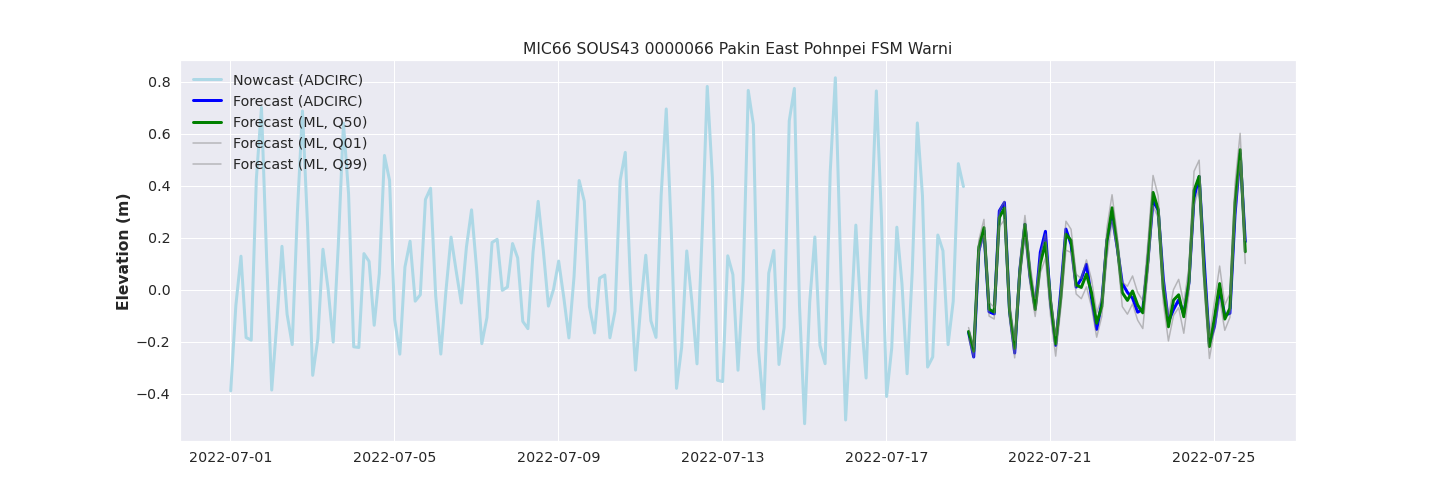 MIC66 SOUS43 0000066 Pakin East Pohnpei FSM Warni
Nowcast (ADCIRC)
Forecast (ADCIRC)
Forecast (ML, Q50)
Forecast (ML, Q01)
Forecast (ML, Q99)
Elevation (m)
0.8
0.6
0.4
0.2
0.0
−0.2
−0.4
2022-07-01 2022-07-05 2022-07-09 2022-07-13 2022-07-17 2022-07-21 2022-07-25